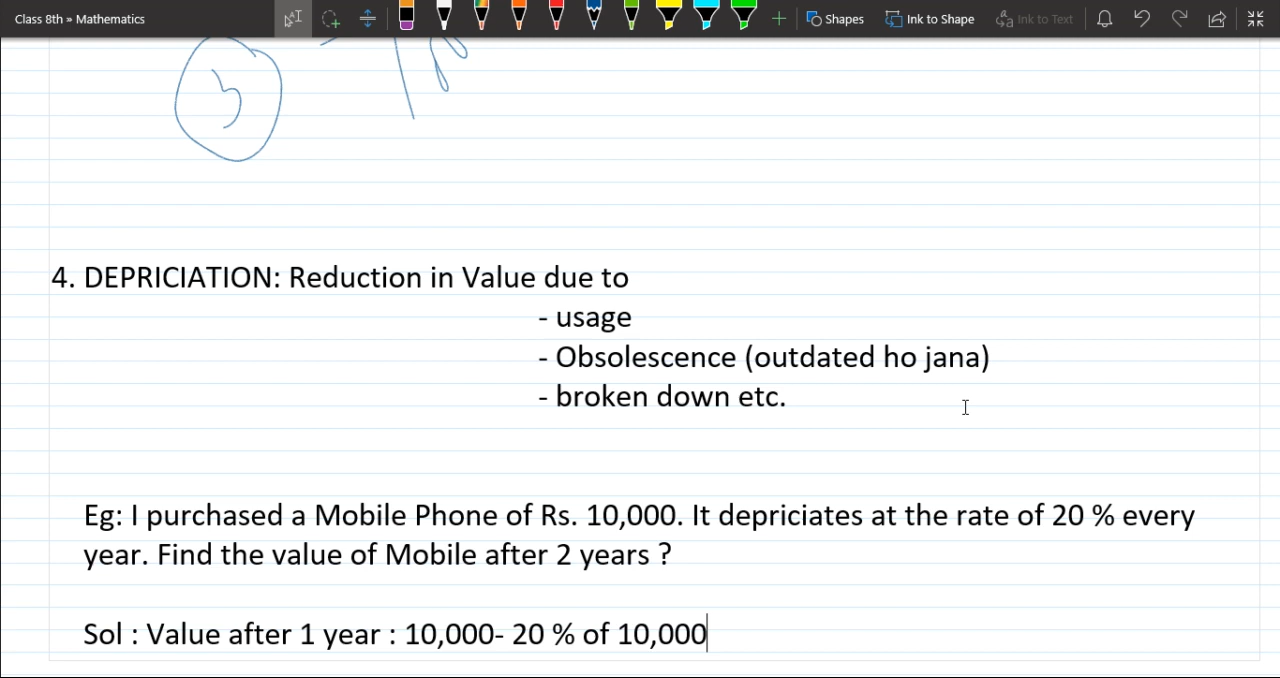 Class 8th » Mathematics
Shapes Ink to Shape Ink to Text
3
4. DEPRICIATION: Reduction in Value due to
- usage
- Obsolescence (outdated ho jana)
- broken down etc.
Eg: I purchased a Mobile Phone of Rs. 10,000. It depriciates at the rate of 20 % every
year. Find the value of Mobile after 2 years ?
Sol : Value after 1 year : 10,000- 20 % of 10,000